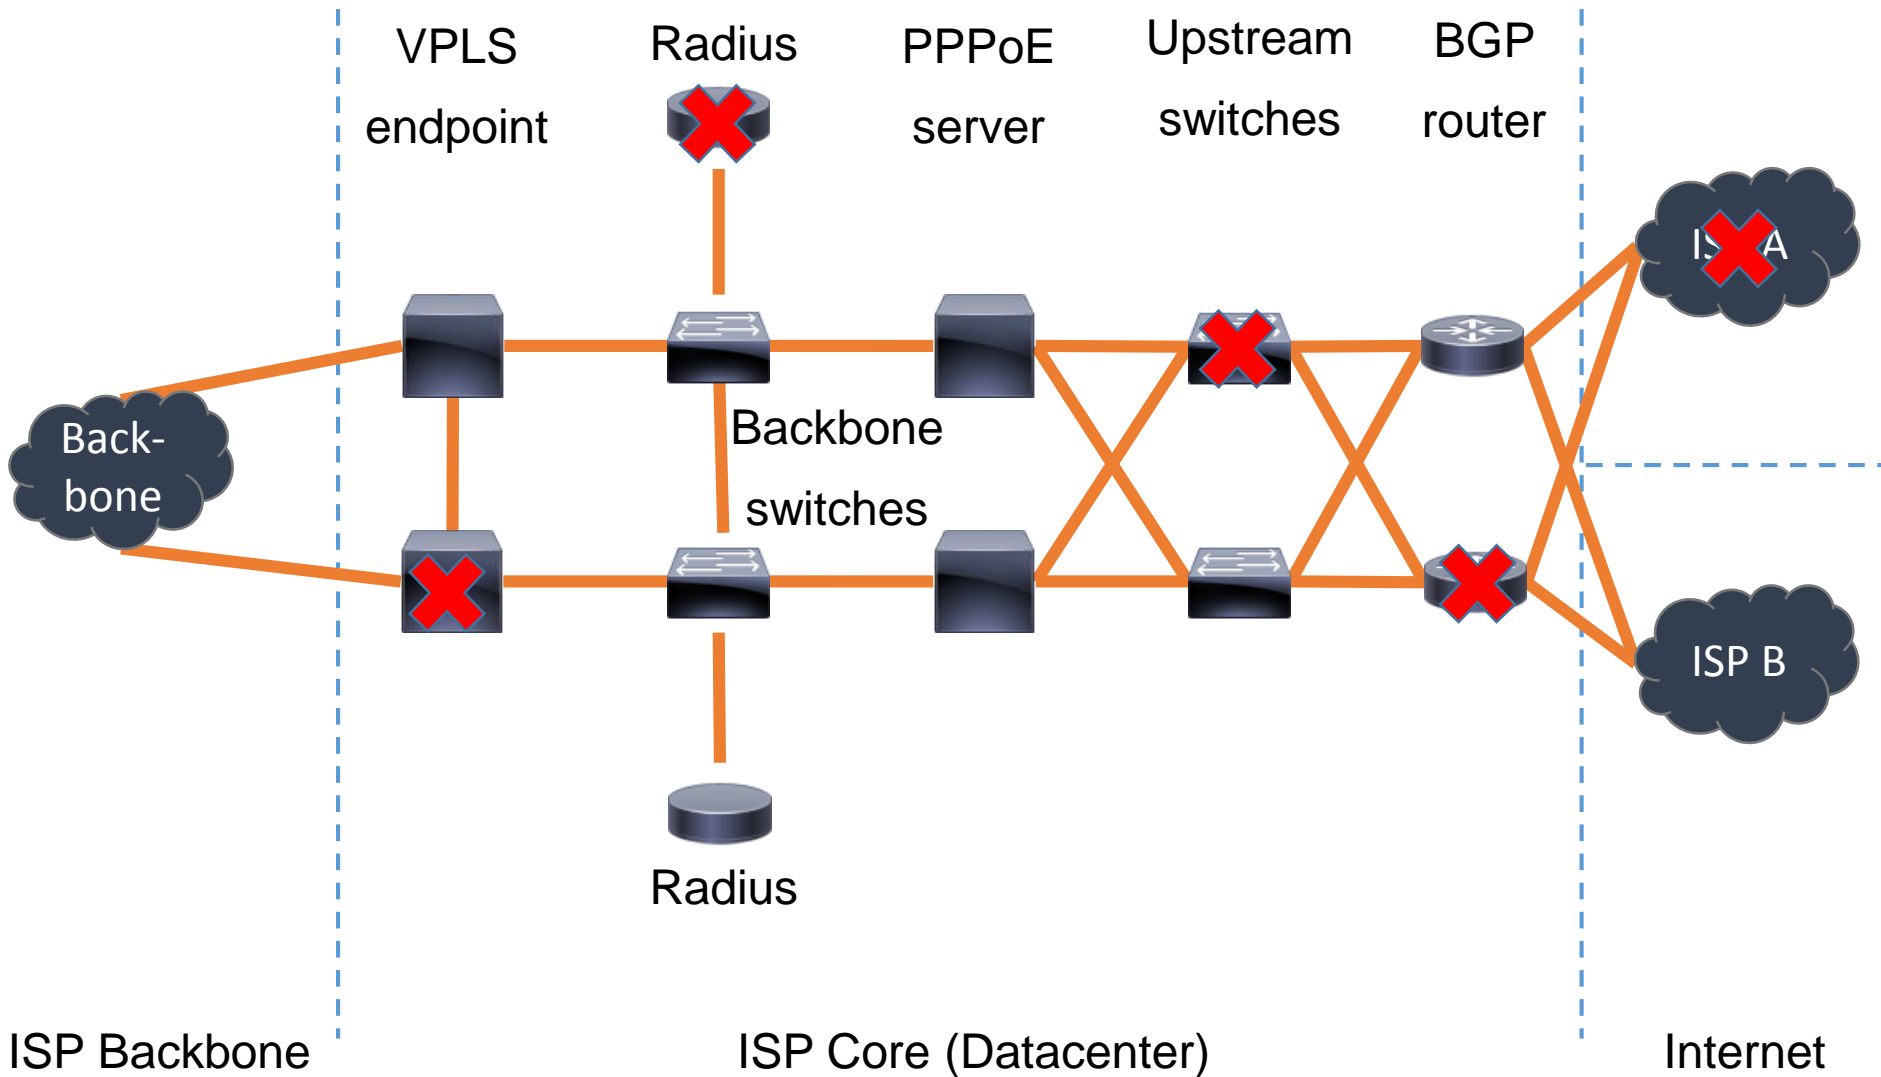 VPLS
endpoint
Radius
PPPoE
server
Upstream
switches
BGP
router
Back-
bone
Backbone
switches
ISP B
Radius
ISP Backbone
ISP Core (Datacenter)
Internet